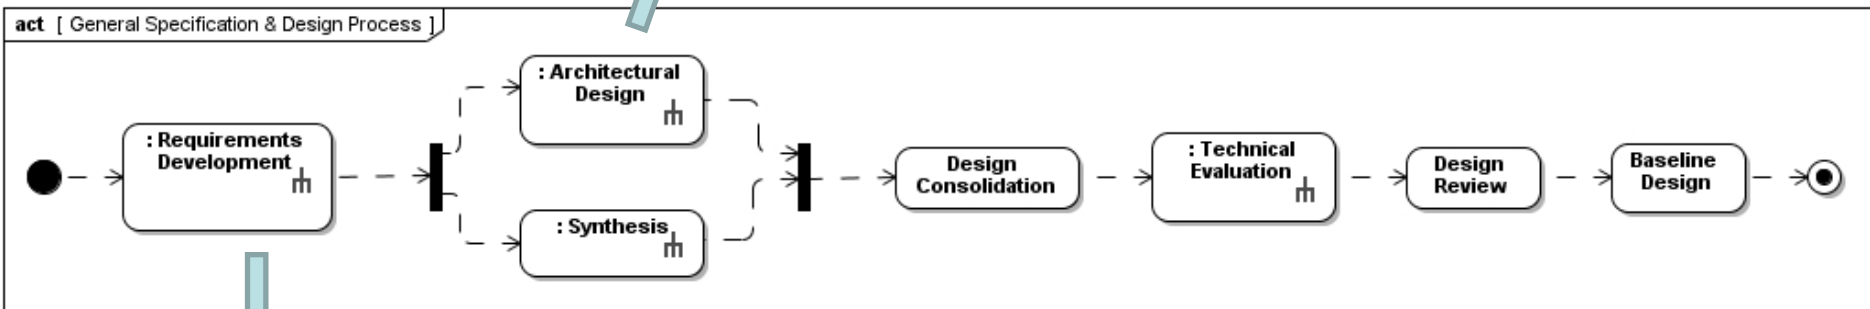 act [ General Specification & Design Process ]
: Requirements
Development
: Architectural
Design
: Synthesis
Design
Consolidation
: Technical
Evaluation
Design
Review
Baseline
Design